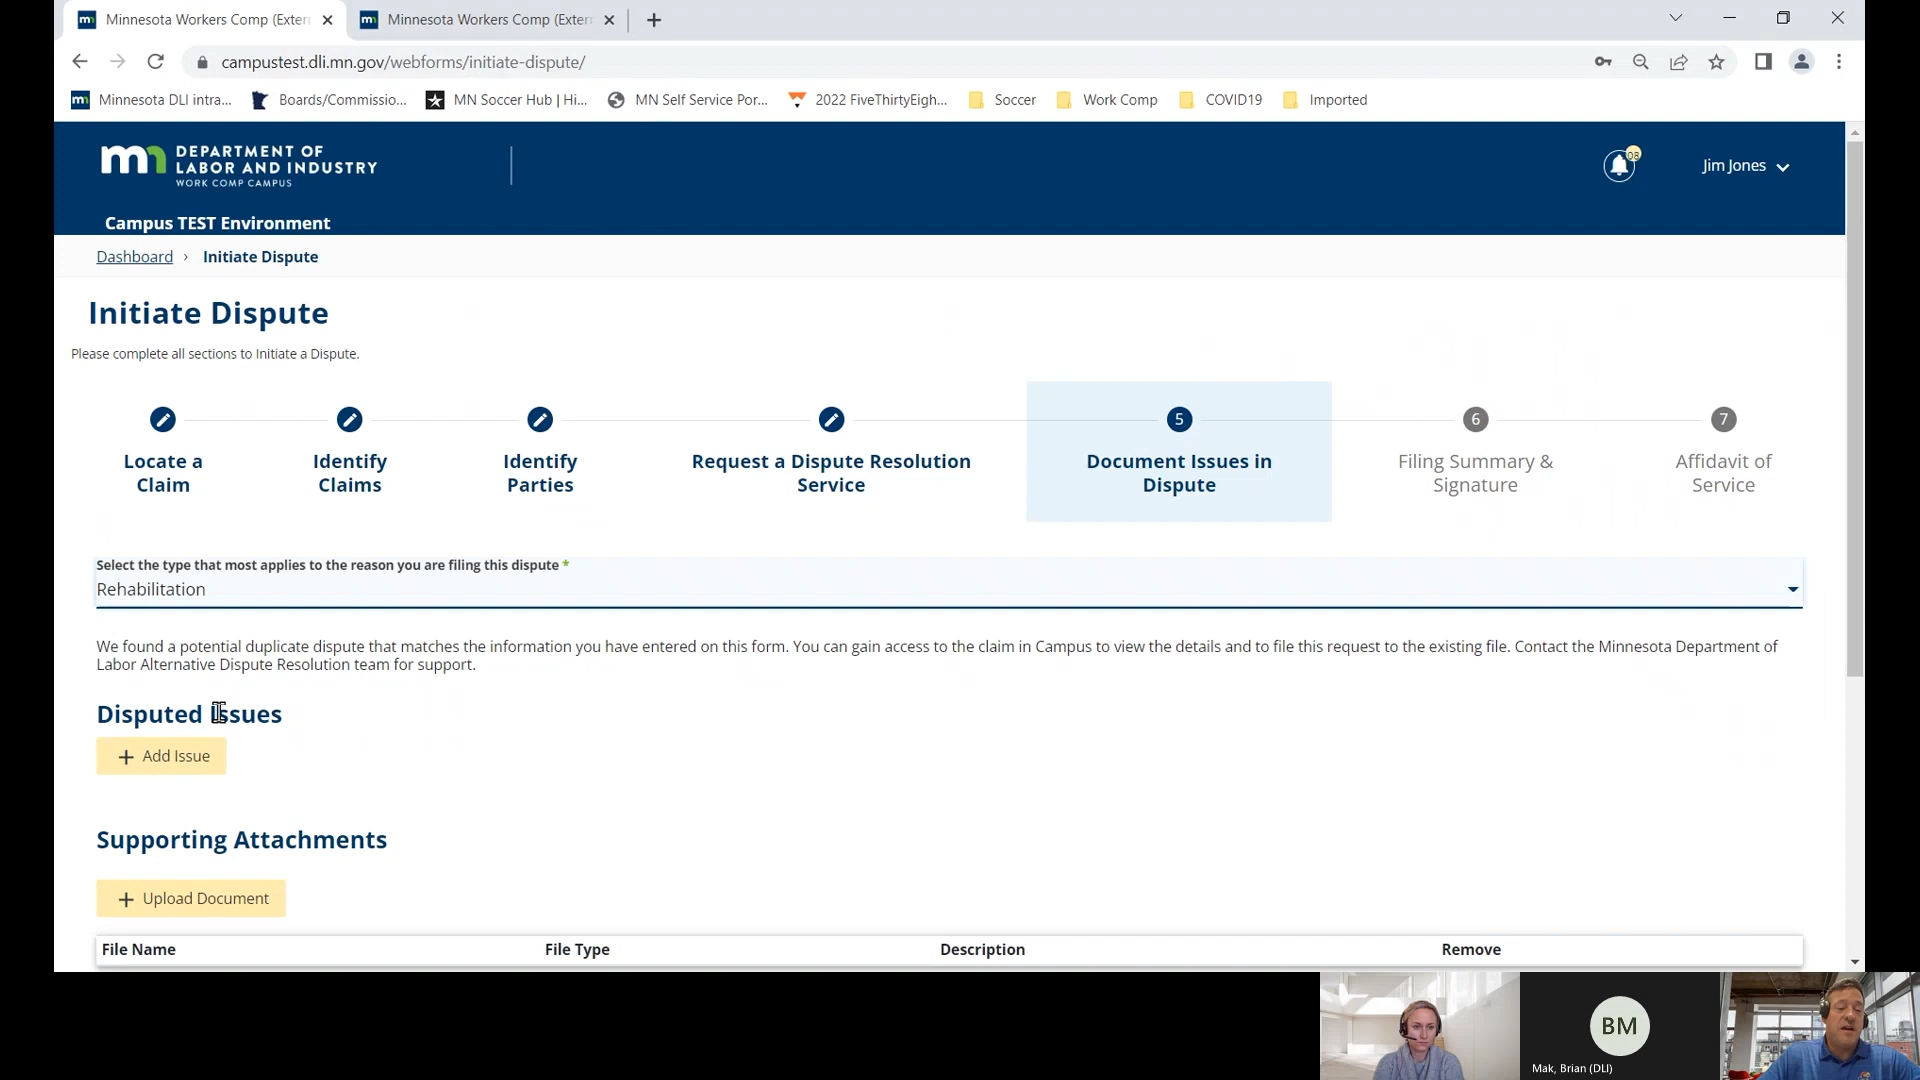 Minnesota Workers Comp (Exter
Minnesota Workers Comp (Exter
campustest.dli.mn.gov/webforms/initiate-dispute/
Minnesota DLI intra...
Boards/Commissio...
MN Soccer Hub | Hi...
MN Self Service Por...
2022 FiveThirtyEigh...
Soccer
Work Comp
COVID19
Imported
mn DEPARTMENT OF
LABOR AND INDUSTRY
WORK COMP CAMPUS
08
Jim Jones
Campus TEST Environment
Dashboard › Initiate Dispute
Initiate Dispute
Please complete all sections to Initiate a Dispute.
Locate a
Claim
Identify
Claims
Identify
Parties
Request a Dispute Resolution
Service
5
Document Issues in
Dispute
6
Filing Summary &
Signature
7
Affidavit of
Service
Select the type that most applies to the reason you are filing this dispute *
Rehabilitation
We found a potential duplicate dispute that matches the information you have entered on this form. You can gain access to the claim in Campus to view the details and to file this request to the existing file. Contact the Minnesota Department of
Labor Alternative Dispute Resolution team for support.
Disputed Issues
+ Add Issue
Supporting Attachments
+ Upload Document
File Name File Type Description Remove
BM
Mak, Brian (DLI)